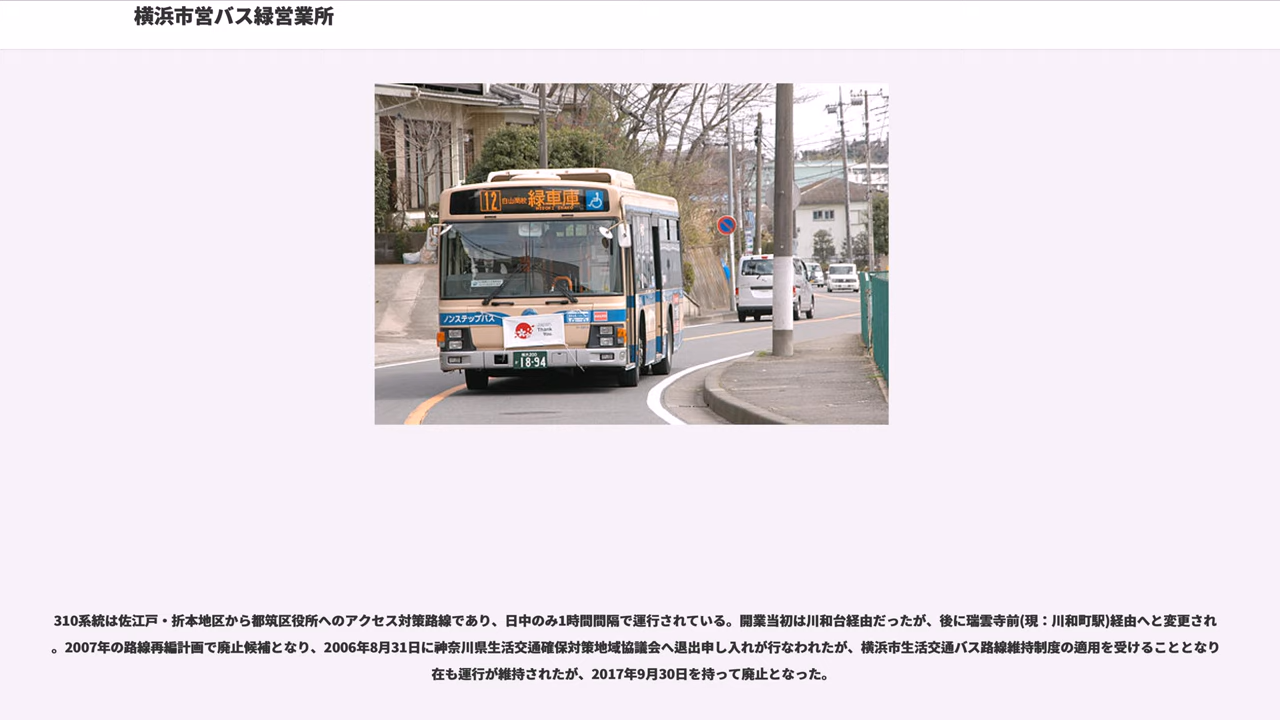 横浜市営バス緑営業所
12 白山高校 緑車庫
MIDORI SHAKO
ノンステップバス
Thank
You
18-94
310系統は佐江戸・折本地区から都筑区役所へのアクセス対策路線であり、日中のみ1時間間隔で運行されている。開業当初は川和台経由だったが、後に瑞雲寺前(現：川和町駅)経由へと変更され
。2007年の路線再編計画で廃止候補となり、2006年8月31日に神奈川県生活交通確保対策地域協議会へ退出申し入れが行なわれたが、横浜市生活交通バス路線維持制度の適用を受けることとなり
在も運行が維持されたが、2017年9月30日を持って廃止となった。